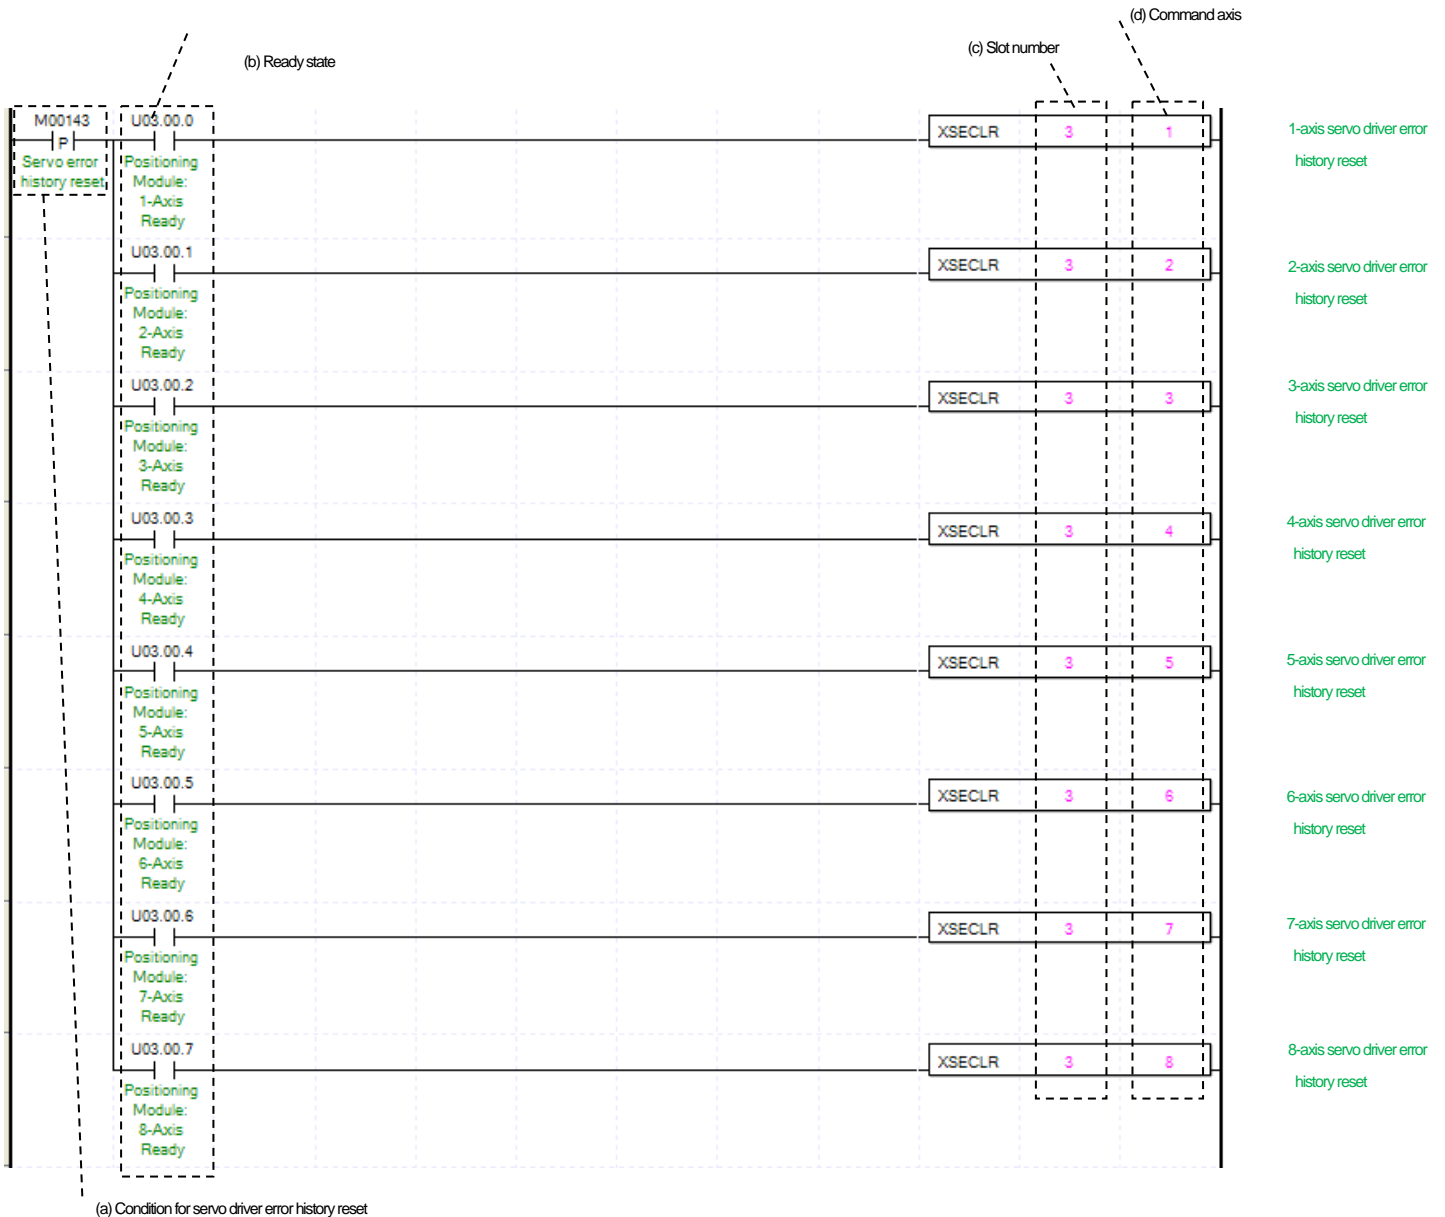 (d) Command axis
(c) Slot number
(b) Ready state
M00143
P
Servo error
history reset
U03.00.0
Positioning
Module:
1-Axis
Ready
XSECLR 3 1
1-axis servo driver error
history reset
U03.00.1
Positioning
Module:
2-Axis
Ready
XSECLR 3 2
2-axis servo driver error
history reset
U03.00.2
Positioning
Module:
3-Axis
Ready
XSECLR 3 3
3-axis servo driver error
history reset
U03.00.3
Positioning
Module:
4-Axis
Ready
XSECLR 3 4
4-axis servo driver error
history reset
U03.00.4
Positioning
Module:
5-Axis
Ready
XSECLR 3 5
5-axis servo driver error
history reset
U03.00.5
Positioning
Module:
6-Axis
Ready
XSECLR 3 6
6-axis servo driver error
history reset
U03.00.6
Positioning
Module:
7-Axis
Ready
XSECLR 3 7
7-axis servo driver error
history reset
U03.00.7
Positioning
Module:
8-Axis
Ready
XSECLR 3 8
8-axis servo driver error
history reset
(a) Condition for servo driver error history reset